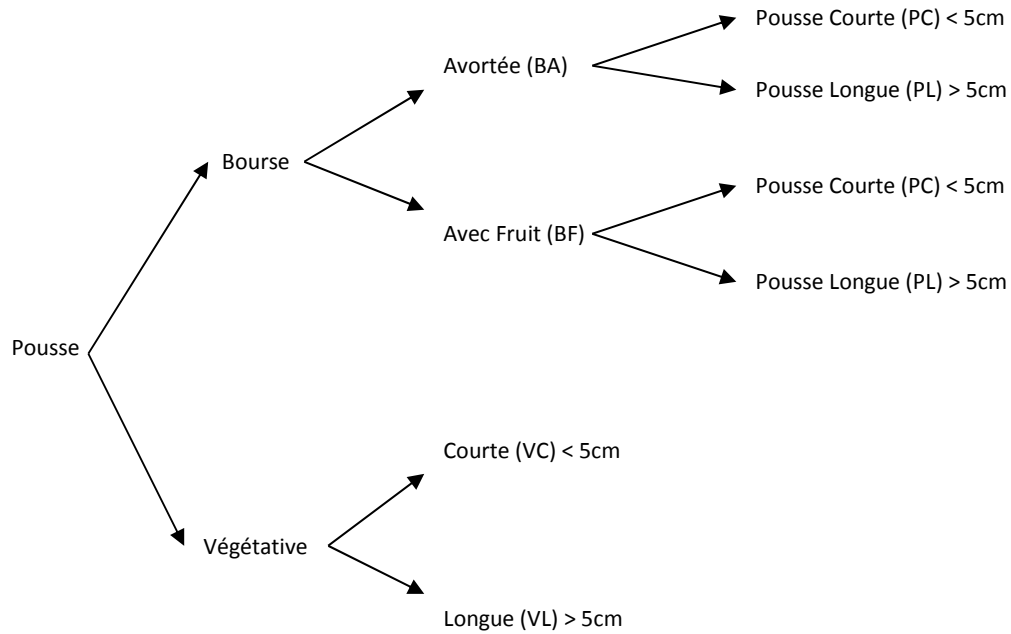 Pousse Courte (PC) < 5cm
Avortée (BA)
Pousse Longue (PL) > 5cm
Bourse
Pousse Courte (PC) < 5cm
Avec Fruit (BF)
Pousse Longue (PL) > 5cm
Pousse
Courte (VC) < 5cm
Végétative
Longue (VL) > 5cm